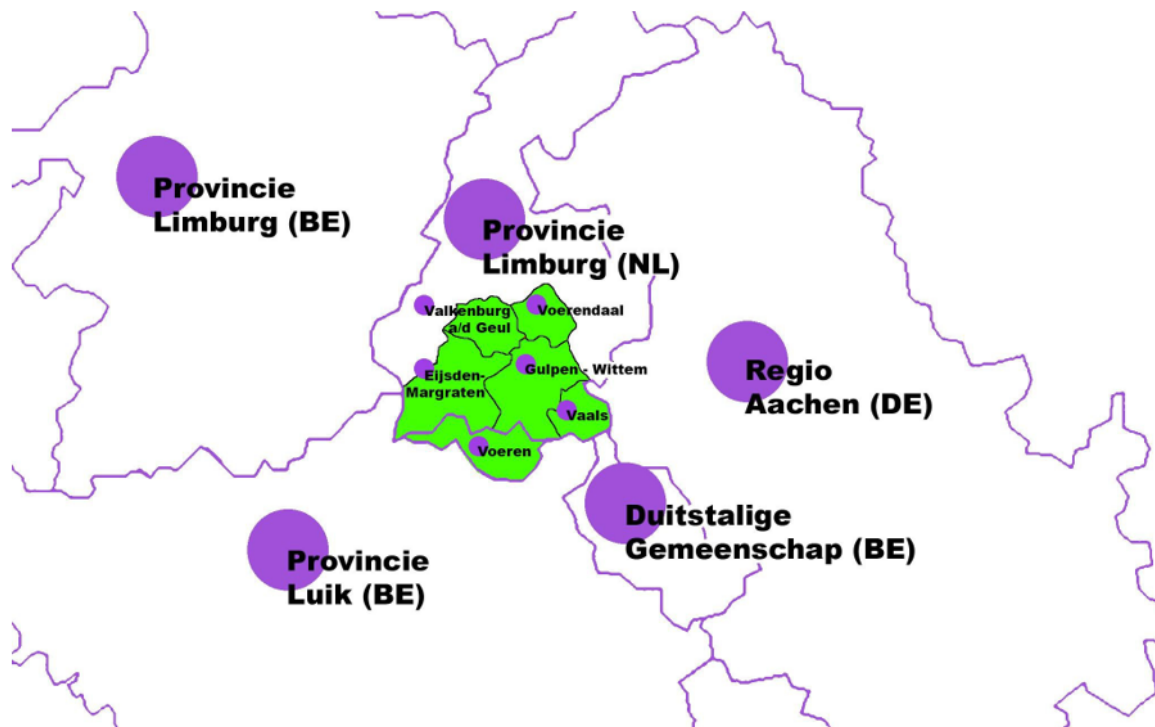 Provincie
Limburg (BE)
Provincie
Limburg (NL)
Valkenburg
a/d Geul
Voerendaal
Eijsden-
Margraten
Gulpen - Wittem
Vaals
Voeren
Regio
Aachen (DE)
Duitstalige
Gemeenschap (BE)
Provincie
Luik (BE)